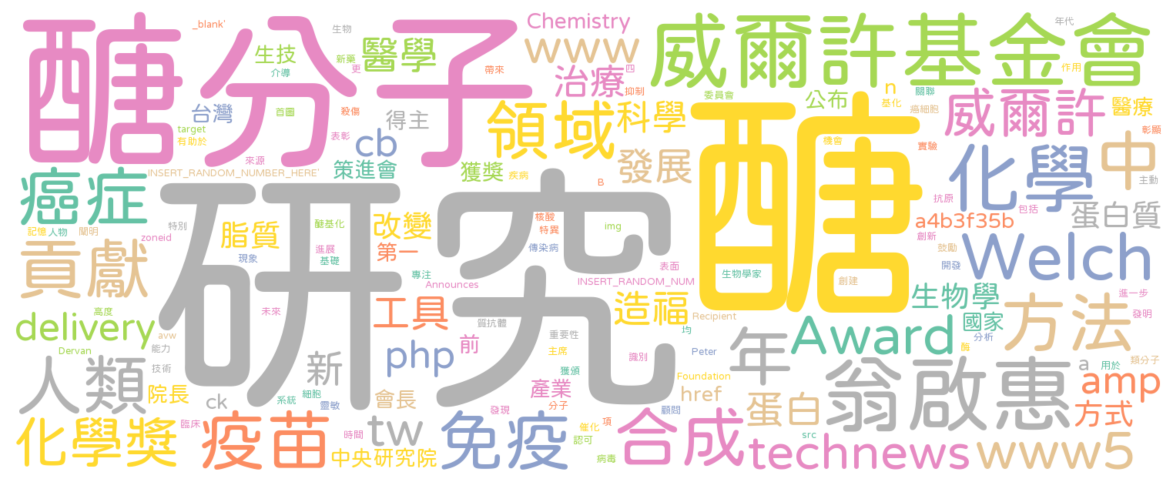 _blank'
生物
Chemistry
年代
醣分子
生技
新藥
醫學
www
威爾許基金會
介導
更
帶來
治療
四
抑制
委員會
作用
關聯
台灣
首圖
殺傷
得主
領域
科學
公布
n
基化
癌細胞
醫療
target
有助於
表彰
cb
醣
機會
威爾許
彰顯
實驗
來源
策進會
獲獎
疾病
發展
化學
中
主動
INSERT_RANDOM_NUMBER_HERE'
癌症
研究
B
抗原
包括
記憶
人物
特別
醣基化
改變
核酸
特異
img
創新
a4b3f35b
蛋白質
闡明
zoneid
脂質
進展
基礎
第一
傳染病
表面
鼓勵
開發
Welch
現象
專注
Announces
INSERT_RANDOM_NUM
生物學家
創建
進一步
貢獻
未來
工具
造福
生物學
發明
delivery
高度
質抗體
重要性
均
Recipient
Award
國家
方法
分析
avw
Dervan
能力
新
php
前
主席
識別
Peter
年
酶
類分子
人類
技術
院長
ck
系統
細胞
靈敏
會長
產業
獲頒
分子
Foundation
href
蛋白
顧問
翁啟惠
a
用於
amp
方式
化學獎
臨床
疫苗
時間
tw
發現
免疫
催化
認可
項
合成
src
technews
www5
中央研究院
病毒